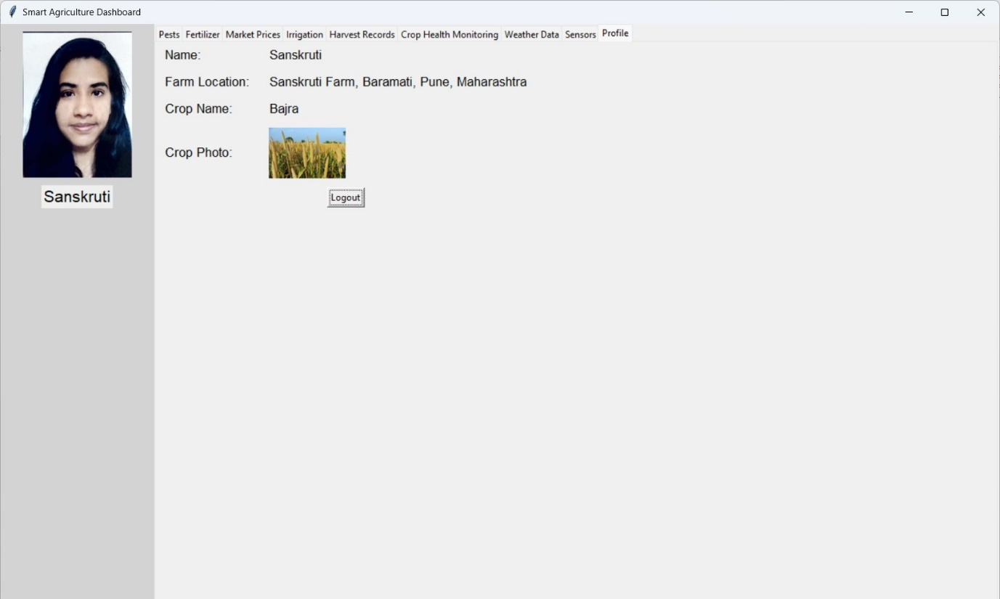 Smart Agriculture Dashboard
Pests Fertilizer Market Prices Irrigation Harvest Records Crop Health Monitoring Weather Data Sensors Profile
Name: Sanskruti
Farm Location: Sanskruti Farm, Baramati, Pune, Maharashtra
Crop Name: Bajra
Crop Photo:
Sanskruti
Logout